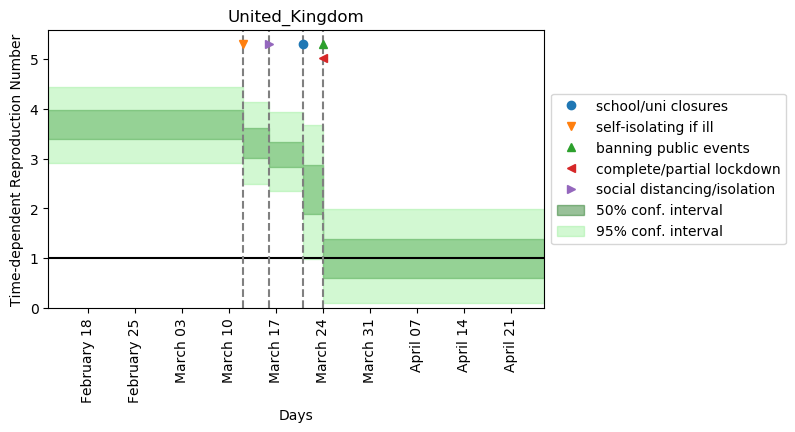 United_Kingdom
Time-dependent Reproduction Number
5
4
3
2
1
0
February 18
February 25
March 03
March 10
March 17
March 24
March 31
April 07
April 14
April 21
Days
school/uni closures
self-isolating if ill
banning public events
complete/partial lockdown
social distancing/isolation
50% conf. interval
95% conf. interval